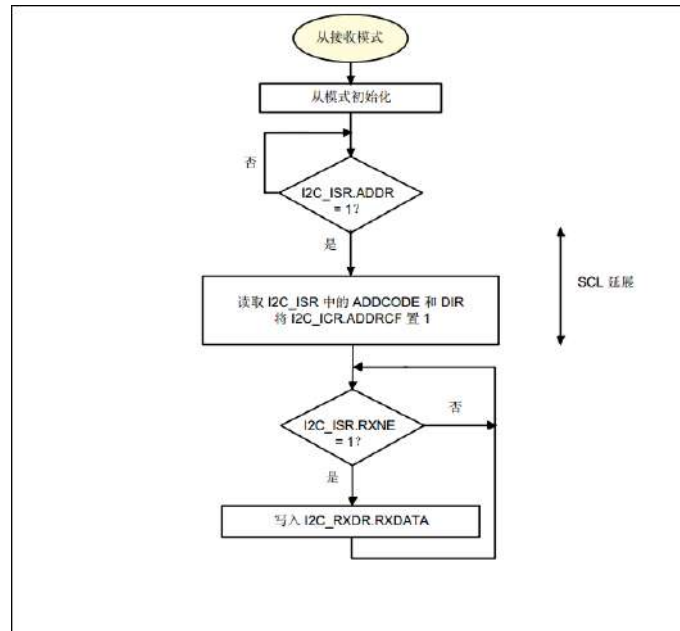 从接收模式
从模式初始化
否
I2C_ISR.ADDR
= 1?
是
SCL 延展
读取 I2C_ISR 中的 ADDCODE 和 DIR
将 I2C_ICR.ADDRCF 置 1
I2C_ISR.RXNE
= 1?
否
是
写入 I2C_RXDR.RXDATA